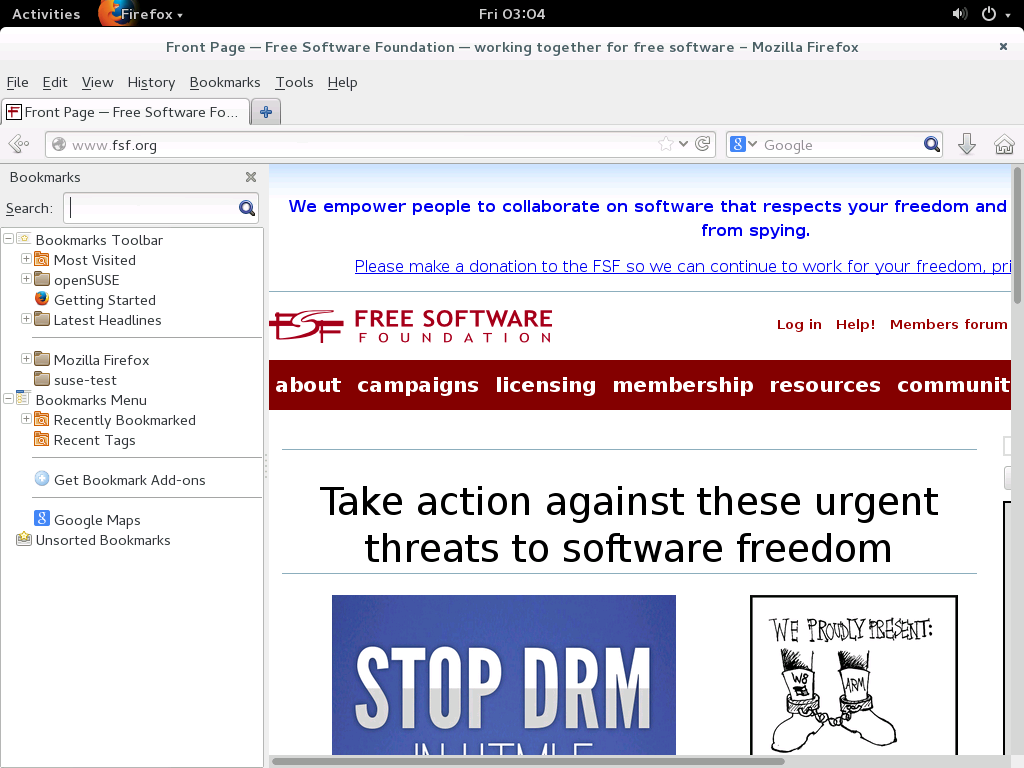 Activities Firefox Fri 03:04
Front Page — Free Software Foundation — working together for free software – Mozilla Firefox
File Edit View History Bookmarks Tools Help
Front Page — Free Software Fo...
www.fsf.org
Google
Bookmarks
Search:
Bookmarks Toolbar
Most Visited
openSUSE
Getting Started
Latest Headlines
Mozilla Firefox
suse-test
Bookmarks Menu
Recently Bookmarked
Recent Tags
Get Bookmark Add-ons
Google Maps
Unsorted Bookmarks
We empower people to collaborate on software that respects your freedom and
from spying.
Please make a donation to the FSF so we can continue to work for your freedom, pri
FSF FREE SOFTWARE
FOUNDATION
Log in Help! Members forum
about campaigns licensing membership resources communit
Take action against these urgent
threats to software freedom
STOP DRM
WE PROUDLY PRESENT:
W8 ARM